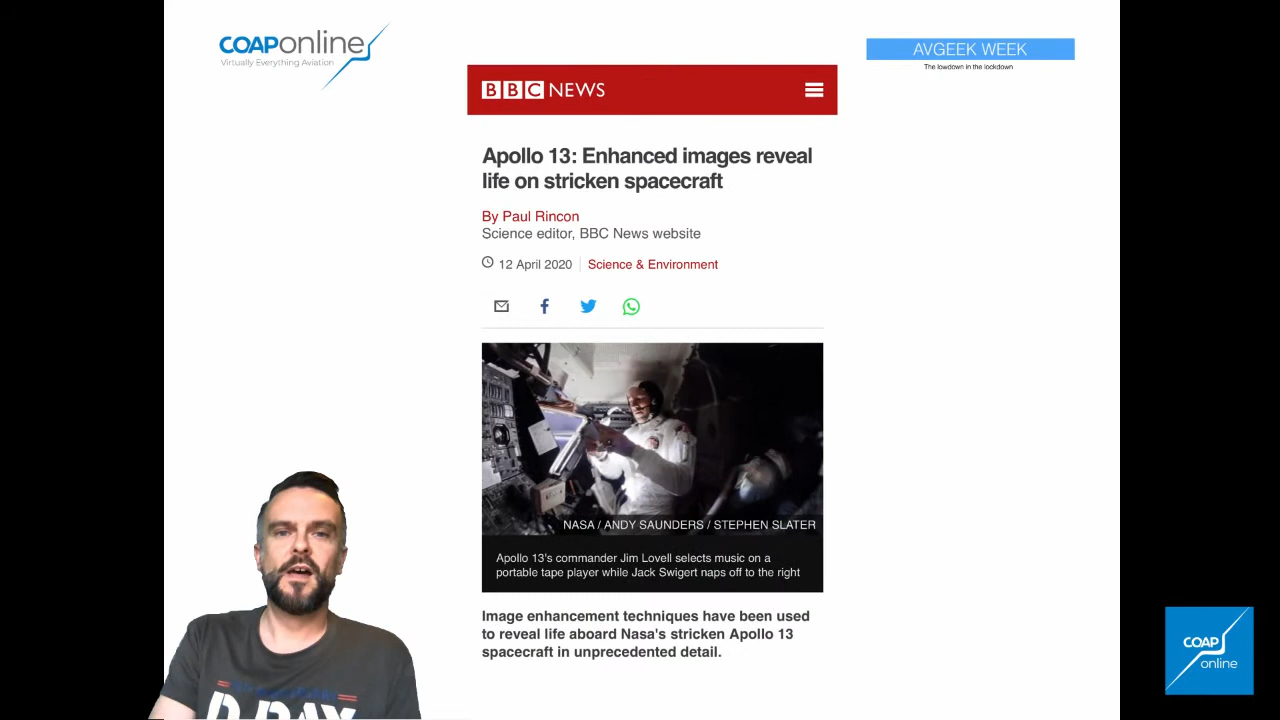 COAPonline
Virtually Everything Aviation
AVGEEK WEEK
The lowdown in the lockdown
BBC NEWS
Apollo 13: Enhanced images reveal
life on stricken spacecraft
By Paul Rincon
Science editor, BBC News website
12 April 2020
Science & Environment
NASA / ANDY SAUNDERS / STEPHEN SLATER
Apollo 13's commander Jim Lovell selects music on a
portable tape player while Jack Swigert naps off to the right
Image enhancement techniques have been used
to reveal life aboard Nasa's stricken Apollo 13
spacecraft in unprecedented detail.
D-DAY
COAP
online